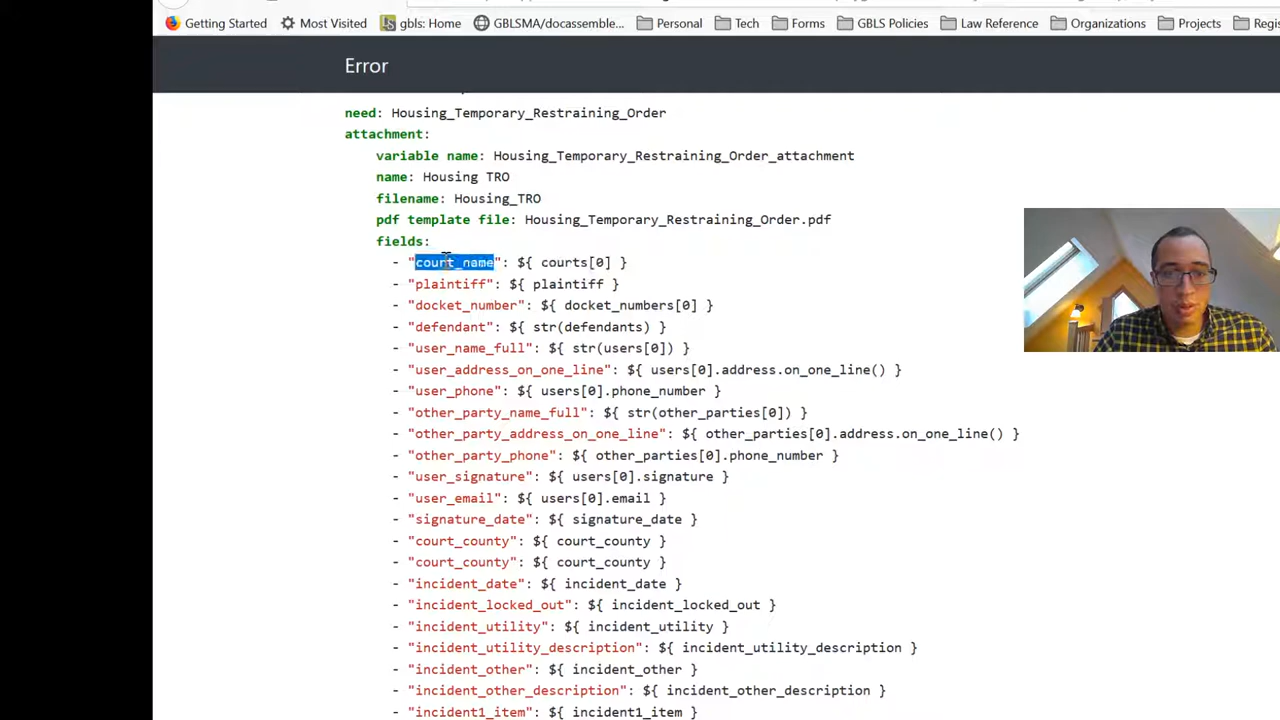 Getting Started Most Visited gbls: Home GBLSMA/docassemble... Personal Tech Forms GBLS Policies Law Reference Organizations Projects Regis
Error
need: Housing_Temporary_Restraining_Order
attachment:
variable name: Housing_Temporary_Restraining_Order_attachment
name: Housing TRO
filename: Housing_TRO
pdf template file: Housing_Temporary_Restraining_Order.pdf
fields:
- "court_name": ${ courts[0] }
- "plaintiff": ${ plaintiff }
- "docket_number": ${ docket_numbers[0] }
- "defendant": ${ str(defendants) }
- "user_name_full": ${ str(users[0]) }
- "user_address_on_one_line": ${ users[0].address.on_one_line() }
- "user_phone": ${ users[0].phone_number }
- "other_party_name_full": ${ str(other_parties[0]) }
- "other_party_address_on_one_line": ${ other_parties[0].address.on_one_line() }
- "other_party_phone": ${ other_parties[0].phone_number }
- "user_signature": ${ users[0].signature }
- "user_email": ${ users[0].email }
- "signature_date": ${ signature_date }
- "court_county": ${ court_county }
- "court_county": ${ court_county }
- "incident_date": ${ incident_date }
- "incident_locked_out": ${ incident_locked_out }
- "incident_utility": ${ incident_utility }
- "incident_utility_description": ${ incident_utility_description }
- "incident_other": ${ incident_other }
- "incident_other_description": ${ incident_other_description }
- "incident1_item": ${ incident1_item }